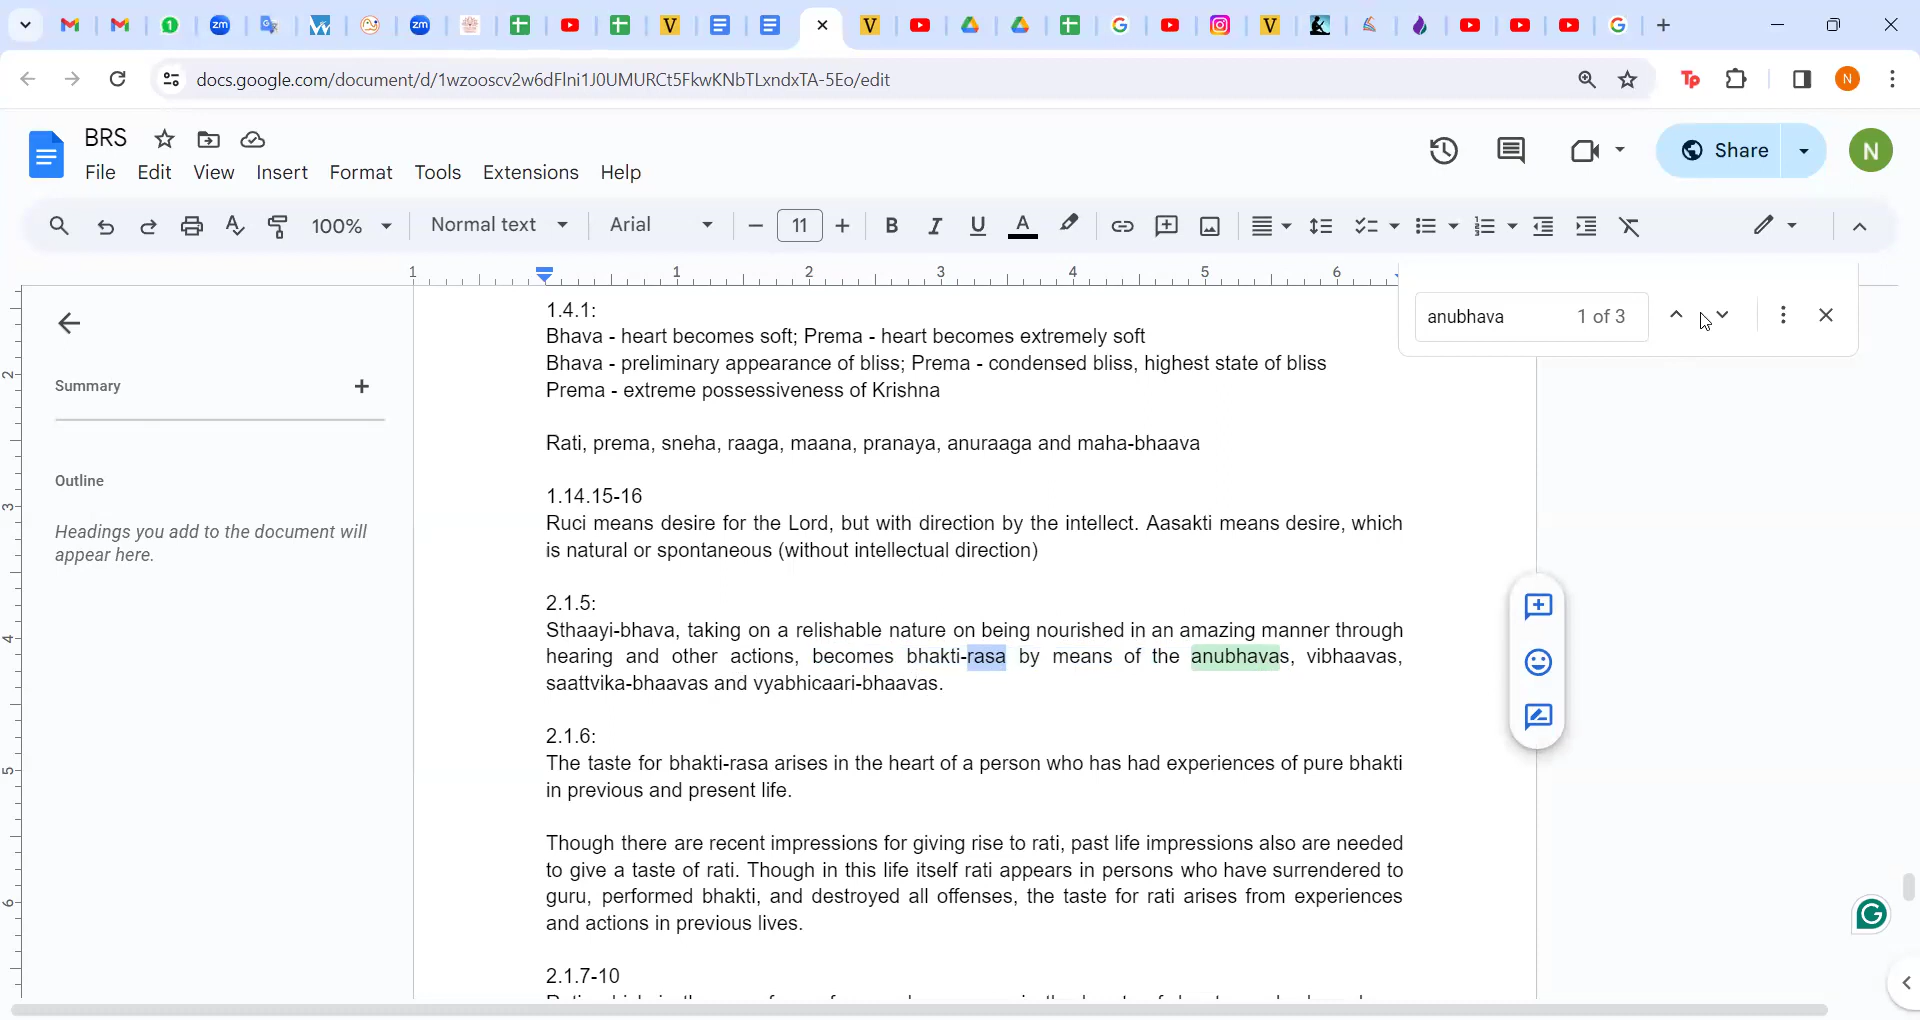 docs.google.com/document/d/1wzooscv2w6dFlni1J0UMURCt5FkwKNbTLxndxTA-5Eo/edit
N
BRS
File Edit View Insert Format Tools Extensions Help
Share
N
100% Normal text Arial 11
1 1 2 3 4 5 6
anubhava 1 of 3
Summary
Outline
Headings you add to the document will
appear here.
1.4.1:
Bhava - heart becomes soft; Prema - heart becomes extremely soft
Bhava - preliminary appearance of bliss; Prema - condensed bliss, highest state of bliss
Prema - extreme possessiveness of Krishna
Rati, prema, sneha, raaga, maana, pranaya, anuraaga and maha-bhaava
1.14.15-16
Ruci means desire for the Lord, but with direction by the intellect. Aasakti means desire, which
is natural or spontaneous (without intellectual direction)
2.1.5:
Sthaayi-bhava, taking on a relishable nature on being nourished in an amazing manner through
hearing and other actions, becomes bhakti-rasa by means of the anubhavas, vibhaavas,
saattvika-bhaavas and vyabhicaari-bhaavas.
2.1.6:
The taste for bhakti-rasa arises in the heart of a person who has had experiences of pure bhakti
in previous and present life.
Though there are recent impressions for giving rise to rati, past life impressions also are needed
to give a taste of rati. Though in this life itself rati appears in persons who have surrendered to
guru, performed bhakti, and destroyed all offenses, the taste for rati arises from experiences
and actions in previous lives.
2.1.7-10